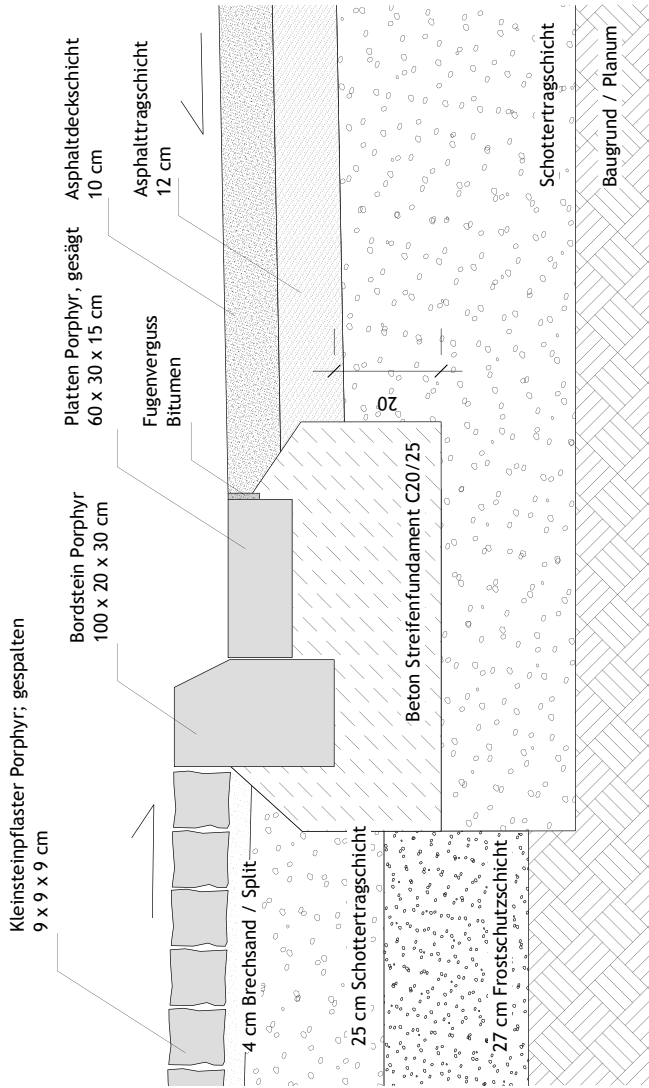 Kleinsteinpflaster Porphyr; gespalten
9 x 9 x 9 cm
Bordstein Porphyr
100 x 20 x 30 cm
Platten Porphyr, gesägt
60 x 30 x 15 cm
Fugenverguss
Bitumen
Asphaltdeckschicht
10 cm
Asphalttragschicht
12 cm
4 cm Brechsand / Split
25 cm Schottertragschicht
27 cm Frostschutzschicht
Beton Streifenfundament C20/25
20
Schottertragschicht
Baugrund / Planum